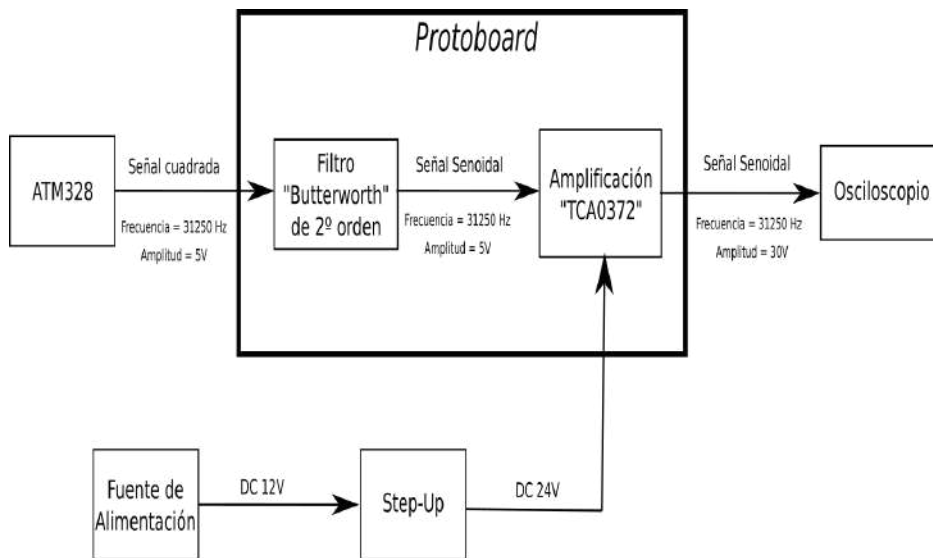 Protoboard
ATM328
Señal cuadrada
Frecuencia = 31250 Hz
Amplitud = 5V
Filtro
"Butterworth"
de 2º orden
Señal Senoidal
Frecuencia = 31250 Hz
Amplitud = 5V
Amplificación
"TCA0372"
Señal Senoidal
Frecuencia = 31250 Hz
Amplitud = 30V
Osciloscopio
Fuente de
Alimentación
DC 12V
Step-Up
DC 24V